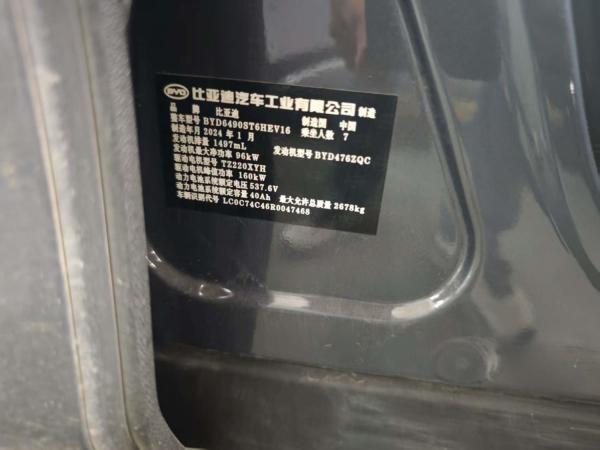 BYD 比亚迪汽车工业有限公司 制造
品 牌 比亚迪 制造国 中国
整车型号 BYD6490ST6HEV16 乘坐人数 7
制造年月 2024 年 1 月
发动机排量 1497mL 发动机型号 BYD476ZQC
发动机最大净功率 96kW
驱动电机型号 TZ220XYH
驱动电机峰值功率 160kW
动力电池系统额定电压 537.6V
动力电池系统额定容量 40Ah 最大允许总质量 2678kg
车辆识别代号 LC0C74C46R0047468